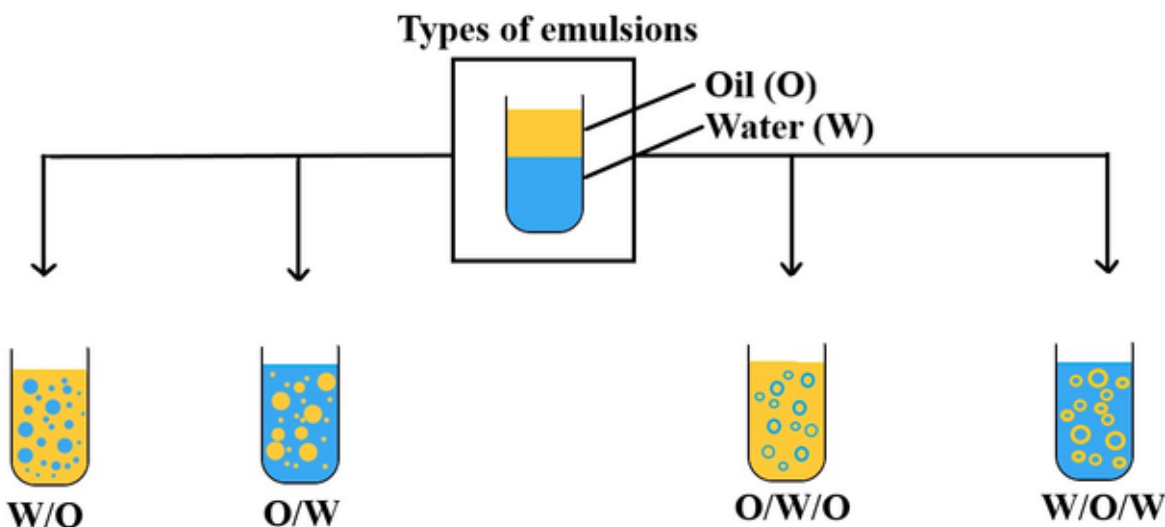 Types of emulsions
Oil (O)
Water (W)
W/O
O/W
O/W/O
W/O/W